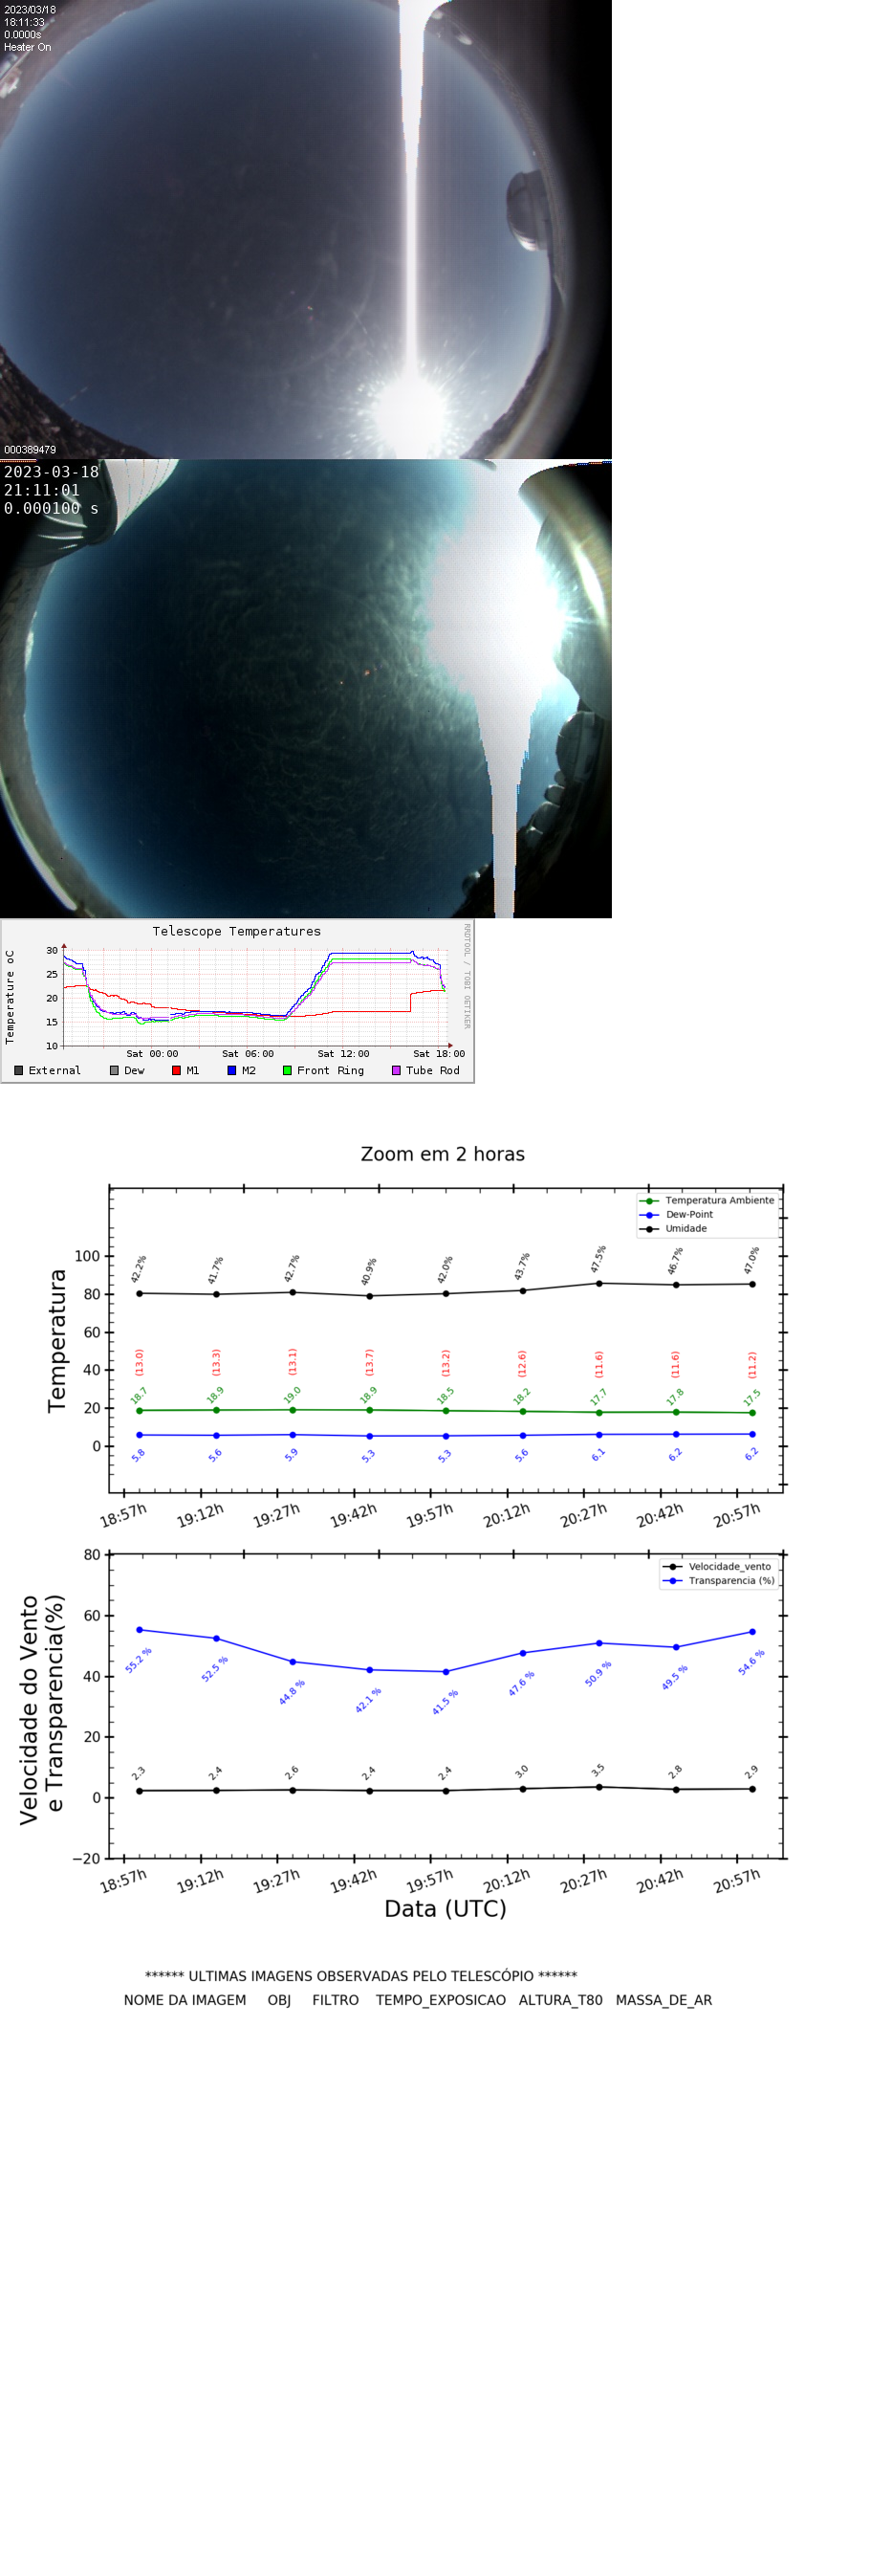 2023/03/18
18:11:33
0.0000s
Heater On
000389479
2023-03-18
21:11:01
0.000100 s
Telescope Temperatures
RRDTOOL / TOBI OETIKER
Temperature oC
30
25
20
15
10
Sat 00:00 Sat 06:00 Sat 12:00 Sat 18:00
External Dew M1 M2 Front Ring Tube Rod
Zoom em 2 horas
Temperatura Ambiente
Dew-Point
Umidade
Temperatura
100
80
60
40
20
0
42.2% 41.7% 42.7% 40.9% 42.0% 43.7% 47.5% 46.7% 47.0%
(13.0) (13.3) (13.1) (13.7) (13.2) (12.6) (11.6) (11.6) (11.2)
18.7 18.9 19.0 18.9 18.5 18.2 17.7 17.8 17.5
5.8 5.6 5.9 5.3 5.3 5.6 6.1 6.2 6.2
18:57h 19:12h 19:27h 19:42h 19:57h 20:12h 20:27h 20:42h 20:57h
Velocidade_vento
Transparencia (%)
Velocidade do Vento
e Transparencia(%)
80
60
40
20
0
−20
55.2 % 52.5 % 44.8 % 42.1 % 41.5 % 47.6 % 50.9 % 49.5 % 54.6 %
2.3 2.4 2.6 2.4 2.4 3.0 3.5 2.8 2.9
18:57h 19:12h 19:27h 19:42h 19:57h 20:12h 20:27h 20:42h 20:57h
Data (UTC)
****** ULTIMAS IMAGENS OBSERVADAS PELO TELESCÓPIO ******
NOME DA IMAGEM OBJ FILTRO TEMPO_EXPOSICAO ALTURA_T80 MASSA_DE_AR